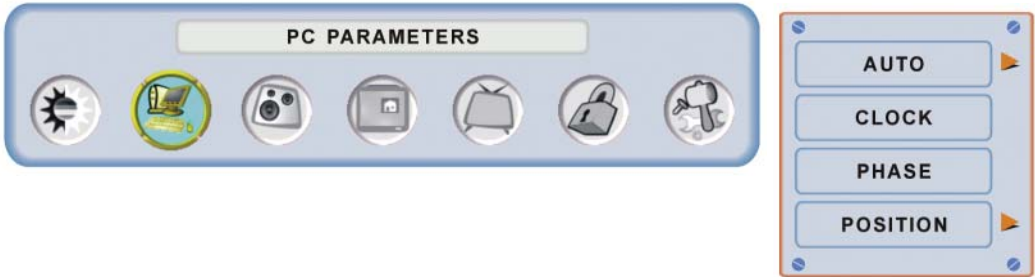 PC PARAMETERS
AUTO
CLOCK
PHASE
POSITION